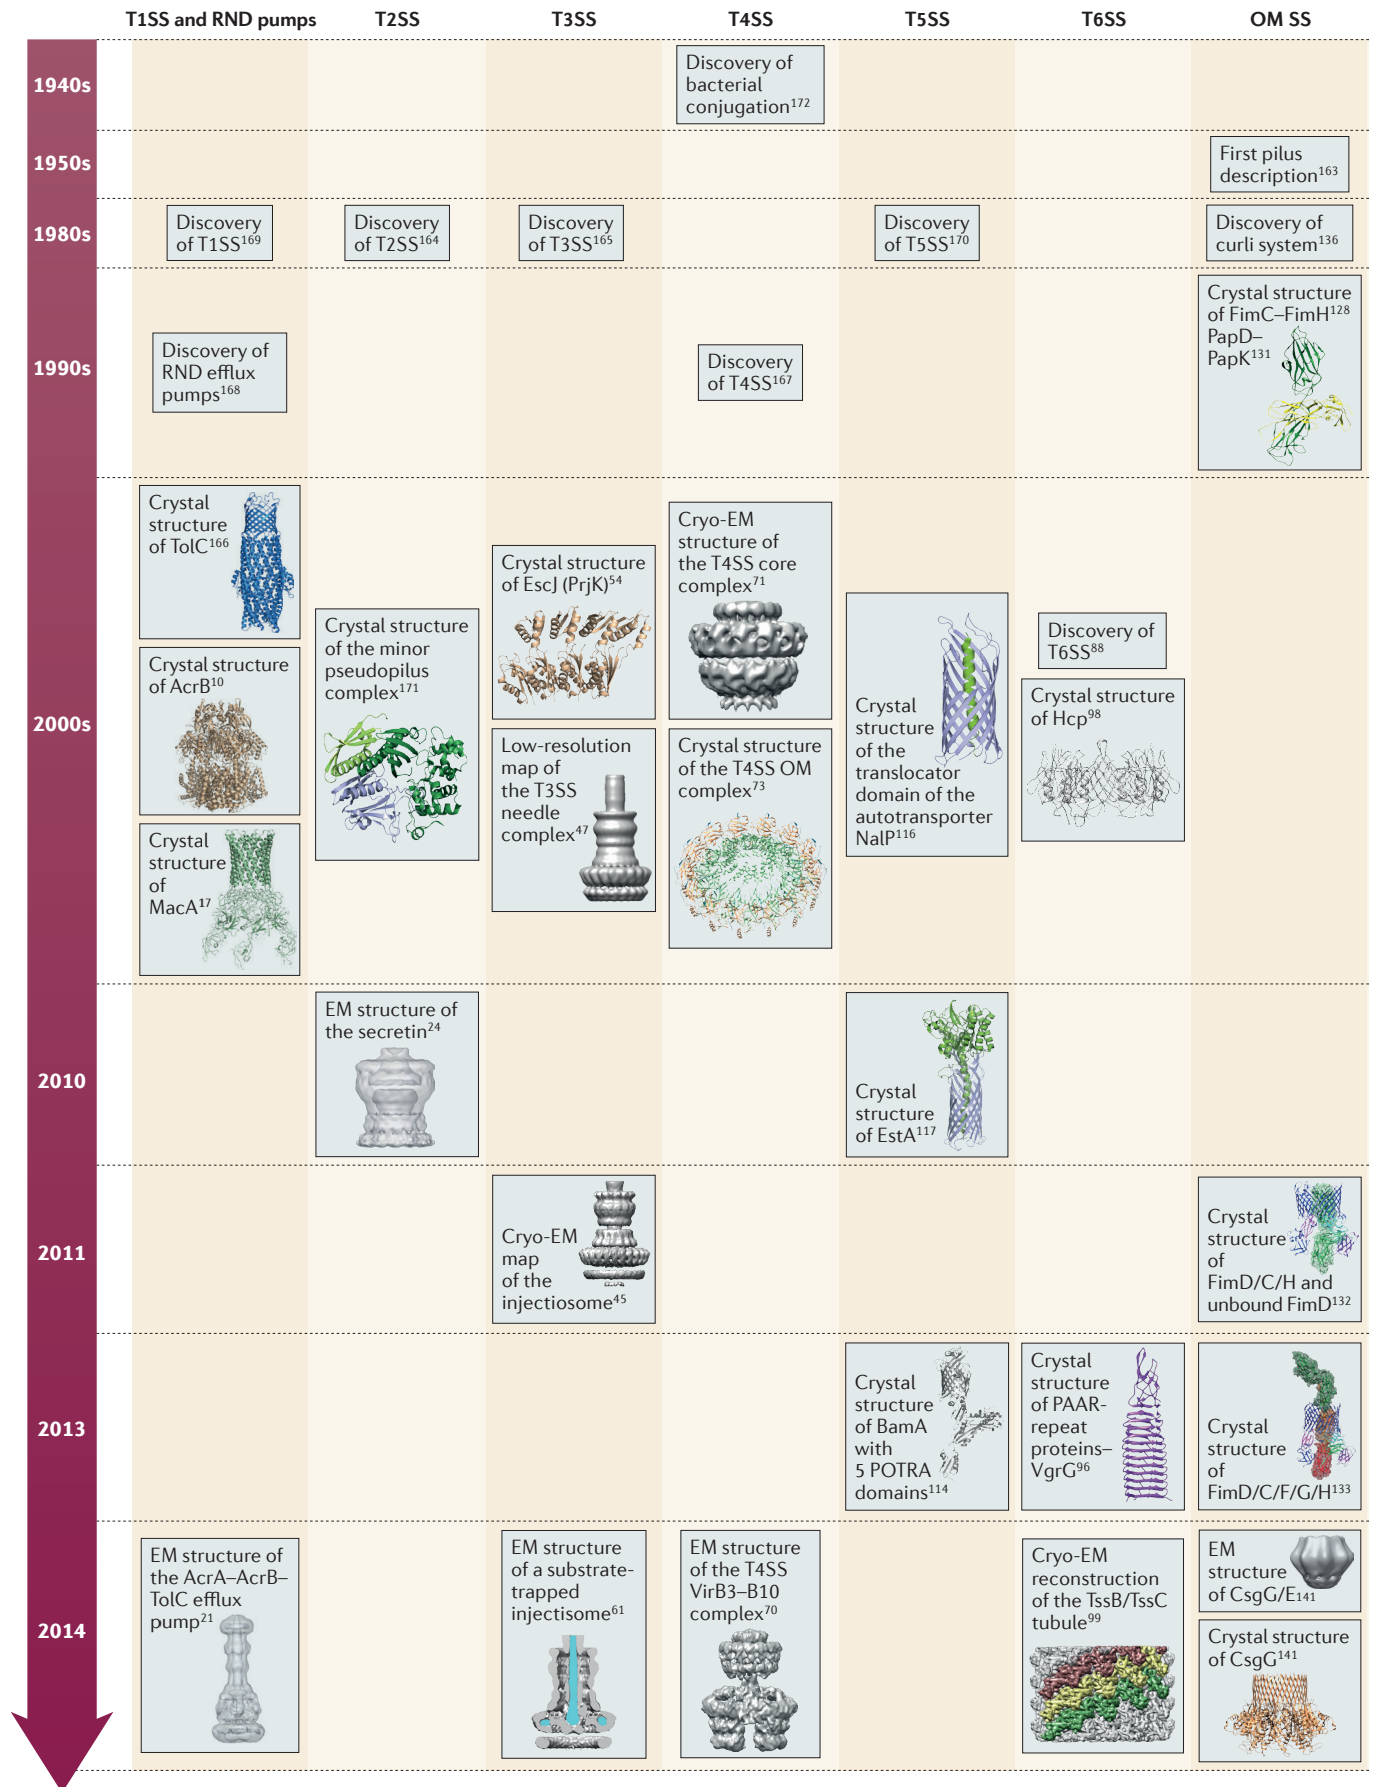 T1SS and RND pumps
T2SS
T3SS
T4SS
T5SS
T6SS
OM SS
1940s
Discovery of
bacterial
conjugation172
1950s
First pilus
description163
1980s
Discovery
of T1SS169
Discovery
of T2SS164
Discovery
of T3SS165
Discovery
of T5SS170
Discovery of
curli system136
1990s
Discovery of
RND efflux
pumps168
Discovery
of T4SS167
Crystal structure
of FimC–FimH128
PapD–
PapK131
2000s
Crystal
structure
of TolC166
Crystal structure
of AcrB10
Crystal
structure
of
MacA17
Crystal structure
of the minor
pseudopilus
complex171
Crystal structure
of EscJ (PrjK)54
Low-resolution
map of
the T3SS
needle
complex47
Cryo-EM
structure of
the T4SS core
complex71
Crystal structure
of the T4SS OM
complex73
Crystal
structure
of the
translocator
domain of the
autotransporter
NalP116
Discovery of
T6SS88
Crystal structure
of Hcp98
2010
EM structure of
the secretin24
Crystal
structure
of EstA117
2011
Cryo-EM
map
of the
injectiosome45
Crystal
structure
of
FimD/C/H and
unbound FimD132
2013
Crystal
structure
of BamA
with
5 POTRA
domains114
Crystal
structure
of PAAR-
repeat
proteins–
VgrG96
Crystal
structure
of
FimD/C/F/G/H133
2014
EM structure of
the AcrA–AcrB–
TolC efflux
pump21
EM structure
of a substrate-
trapped
injectisome61
EM structure
of the T4SS
VirB3–B10
complex70
Cryo-EM
reconstruction
of the TssB/TssC
tubule99
EM
structure
of CsgG/E141
Crystal structure
of CsgG141